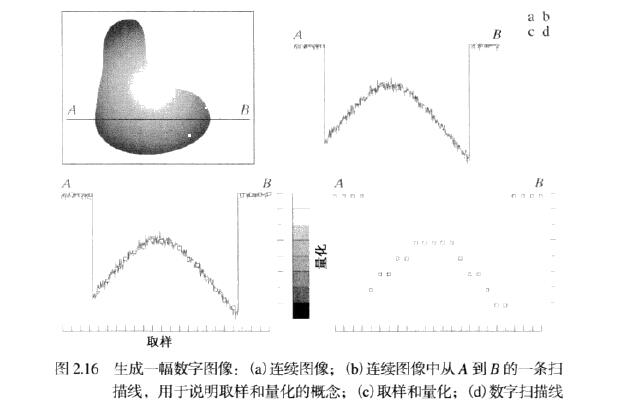 a b
c d
A
B
A
B
A
B
量化
取样
A
B
图 2.16 生成一幅数字图像：(a) 连续图像；(b) 连续图像中从 A 到 B 的一条扫
描线，用于说明取样和量化的概念；(c) 取样和量化；(d) 数字扫描线